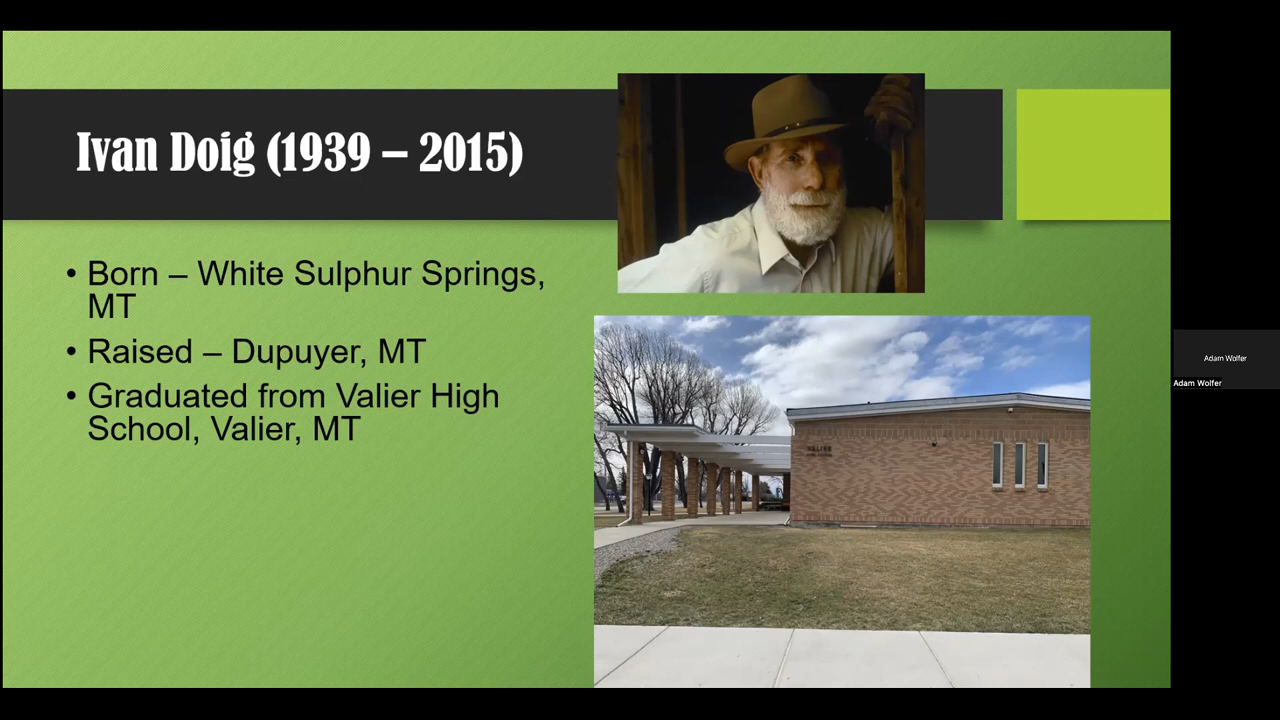 Ivan Doig (1939 – 2015)
• Born – White Sulphur Springs,
MT
• Raised – Dupuyer, MT
• Graduated from Valier High
School, Valier, MT
VALIER
Adam Wolfer
Adam Wolfer